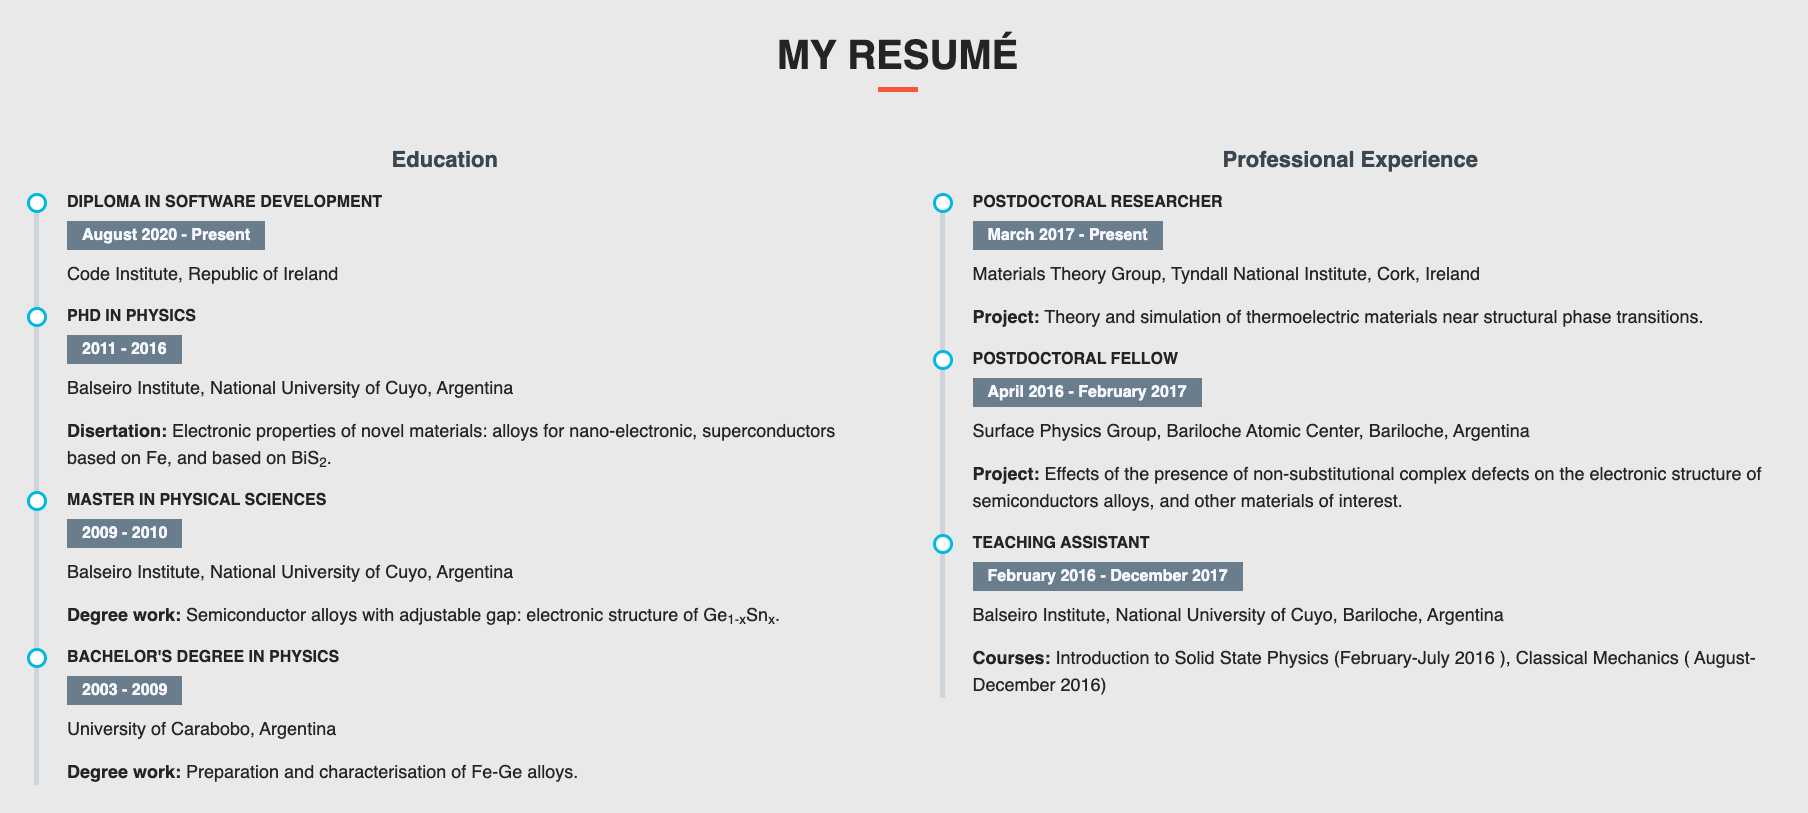 MY RESUMÉ
Education
DIPLOMA IN SOFTWARE DEVELOPMENT
August 2020 - Present
Code Institute, Republic of Ireland
PHD IN PHYSICS
2011 - 2016
Balseiro Institute, National University of Cuyo, Argentina
Disertation: Electronic properties of novel materials: alloys for nano-electronic, superconductors
based on Fe, and based on BiS₂.
MASTER IN PHYSICAL SCIENCES
2009 - 2010
Balseiro Institute, National University of Cuyo, Argentina
Degree work: Semiconductor alloys with adjustable gap: electronic structure of Ge₁₋ₓSnₓ.
BACHELOR'S DEGREE IN PHYSICS
2003 - 2009
University of Carabobo, Argentina
Degree work: Preparation and characterisation of Fe-Ge alloys.
Professional Experience
POSTDOCTORAL RESEARCHER
March 2017 - Present
Materials Theory Group, Tyndall National Institute, Cork, Ireland
Project: Theory and simulation of thermoelectric materials near structural phase transitions.
POSTDOCTORAL FELLOW
April 2016 - February 2017
Surface Physics Group, Bariloche Atomic Center, Bariloche, Argentina
Project: Effects of the presence of non-substitutional complex defects on the electronic structure of
semiconductors alloys, and other materials of interest.
TEACHING ASSISTANT
February 2016 - December 2017
Balseiro Institute, National University of Cuyo, Bariloche, Argentina
Courses: Introduction to Solid State Physics (February-July 2016 ), Classical Mechanics ( August-
December 2016)